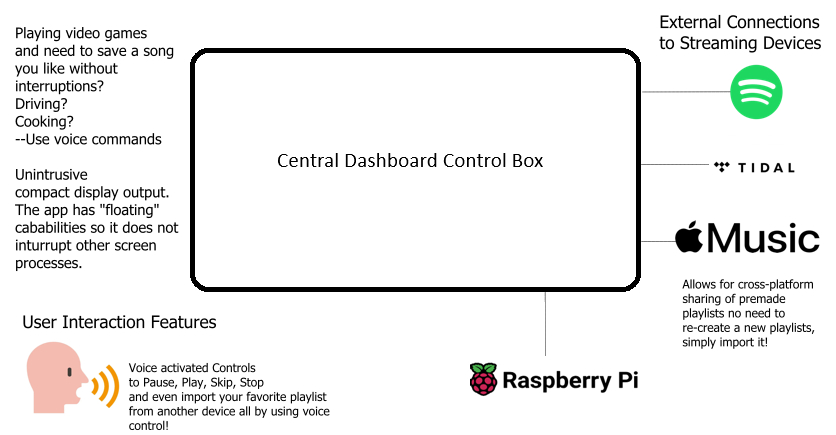 Playing video games
and need to save a song
you like without
interruptions?
Driving?
Cooking?
--Use voice commands
Unintrusive
compact display output.
The app has "floating"
cababilities so it does not
inturrupt other screen
processes.
Central Dashboard Control Box
External Connections
to Streaming Devices
TIDAL
Music
Allows for cross-platform
sharing of premade
playlists no need to
re-create a new playlists,
simply import it!
User Interaction Features
Voice activated Controls
to Pause, Play, Skip, Stop
and even import your favorite playlist
from another device all by using voice
control!
Raspberry Pi